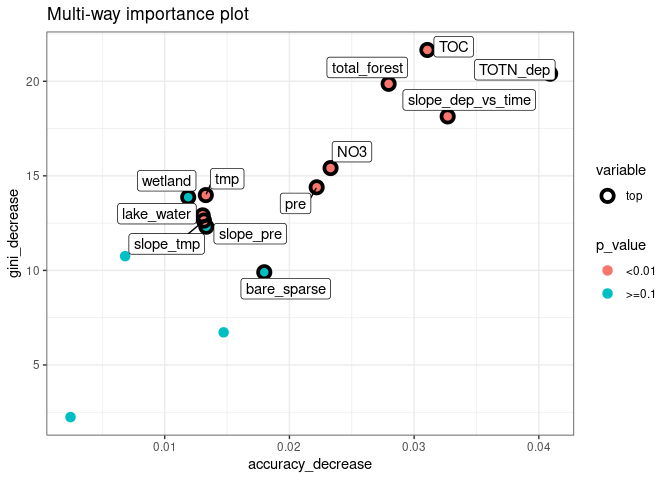 Multi-way importance plot
gini_decrease
20
15
10
5
TOC
total_forest
TOTN_dep
slope_dep_vs_time
NO3
wetland
tmp
pre
lake_water
slope_pre
slope_tmp
bare_sparse
0.01
0.02
0.03
0.04
accuracy_decrease
variable
top
p_value
<0.01
>=0.1